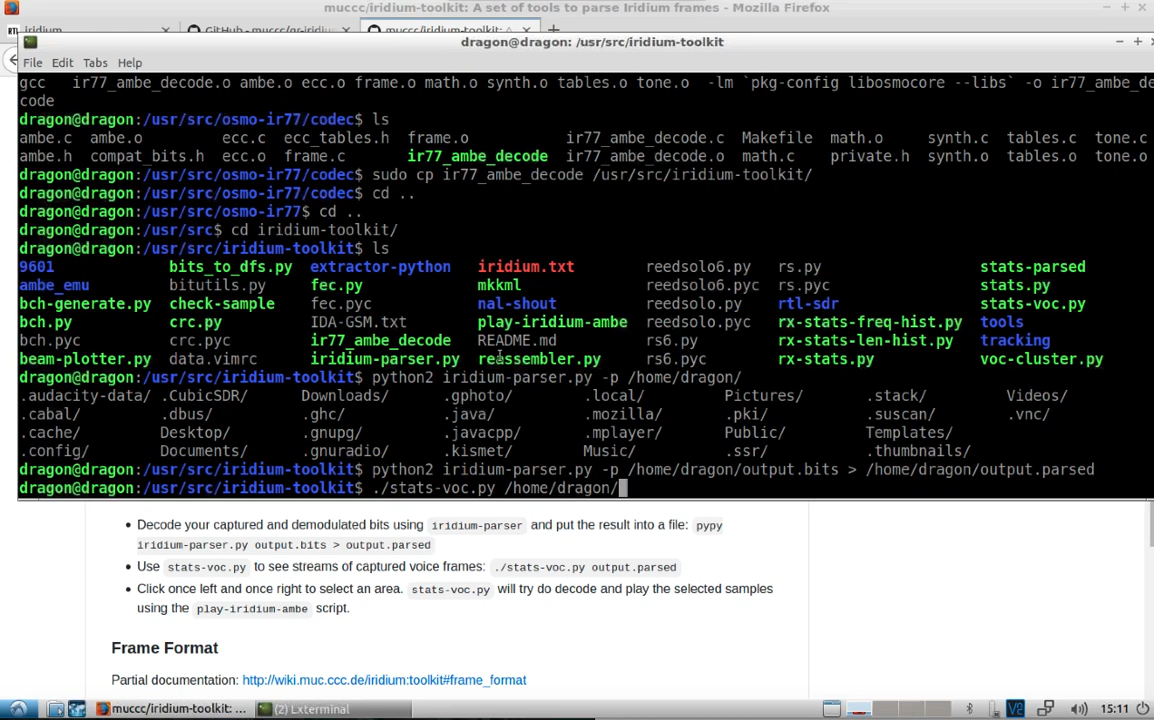 muccc/iridium-toolkit: A set of tools to parse Iridium frames - Mozilla Firefox
iridium
GitHub - muccc/gr-iridiu
muccc/iridium-toolkit:
dragon@dragon: /usr/src/iridium-toolkit
File Edit Tabs Help
gcc ir77_ambe_decode.o ambe.o ecc.o frame.o math.o synth.o tables.o tone.o -lm `pkg-config libosmocore --libs` -o ir77_ambe_de
code
dragon@dragon:/usr/src/osmo-ir77/codec$ ls
ambe.c ambe.o ecc.c ecc_tables.h frame.o ir77_ambe_decode.c Makefile math.o synth.c tables.c tone.c
ambe.h compat_bits.h ecc.o frame.c ir77_ambe_decode ir77_ambe_decode.o math.c private.h synth.o tables.o tone.o
dragon@dragon:/usr/src/osmo-ir77/codec$ sudo cp ir77_ambe_decode /usr/src/iridium-toolkit/
dragon@dragon:/usr/src/osmo-ir77/codec$ cd ..
dragon@dragon:/usr/src/osmo-ir77$ cd ..
dragon@dragon:/usr/src$ cd iridium-toolkit/
dragon@dragon:/usr/src/iridium-toolkit$ ls
9601 bits_to_dfs.py extractor-python iridium.txt reedsolo6.py rs.py stats-parsed
ambe_emu bitutils.py fec.py mkkml reedsolo6.pyc rs.pyc stats.py
bch-generate.py check-sample fec.pyc nal-shout reedsolo.py rtl-sdr stats-voc.py
bch.py crc.py IDA-GSM.txt play-iridium-ambe reedsolo.pyc rx-stats-freq-hist.py tools
bch.pyc crc.pyc ir77_ambe_decode README.md rs6.py rx-stats-len-hist.py tracking
beam-plotter.py data.vimrc iridium-parser.py reassembler.py rs6.pyc rx-stats.py voc-cluster.py
dragon@dragon:/usr/src/iridium-toolkit$ python2 iridium-parser.py -p /home/dragon/
.audacity-data/ .CubicSDR/ Downloads/ .gphoto/ .local/ Pictures/ .stack/ Videos/
.cabal/ .dbus/ .ghc/ .java/ .mozilla/ .pki/ .suscan/ .vnc/
.cache/ Desktop/ .gnupg/ .javacpp/ .mplayer/ Public/ Templates/
.config/ Documents/ .gnuradio/ .kismet/ Music/ .ssr/ .thumbnails/
dragon@dragon:/usr/src/iridium-toolkit$ python2 iridium-parser.py -p /home/dragon/output.bits > /home/dragon/output.parsed
dragon@dragon:/usr/src/iridium-toolkit$ ./stats-voc.py /home/dragon/
Decode your captured and demodulated bits using iridium-parser and put the result into a file: pypy
iridium-parser.py output.bits > output.parsed
Use stats-voc.py to see streams of captured voice frames: ./stats-voc.py output.parsed
Click once left and once right to select an area. stats-voc.py will try do decode and play the selected samples
using the play-iridium-ambe script.
Frame Format
Partial documentation: http://wiki.muc.ccc.de/iridium:toolkit#frame_format
muccc/iridium-toolkit: ...
(2) Lxterminal
V2
15:11